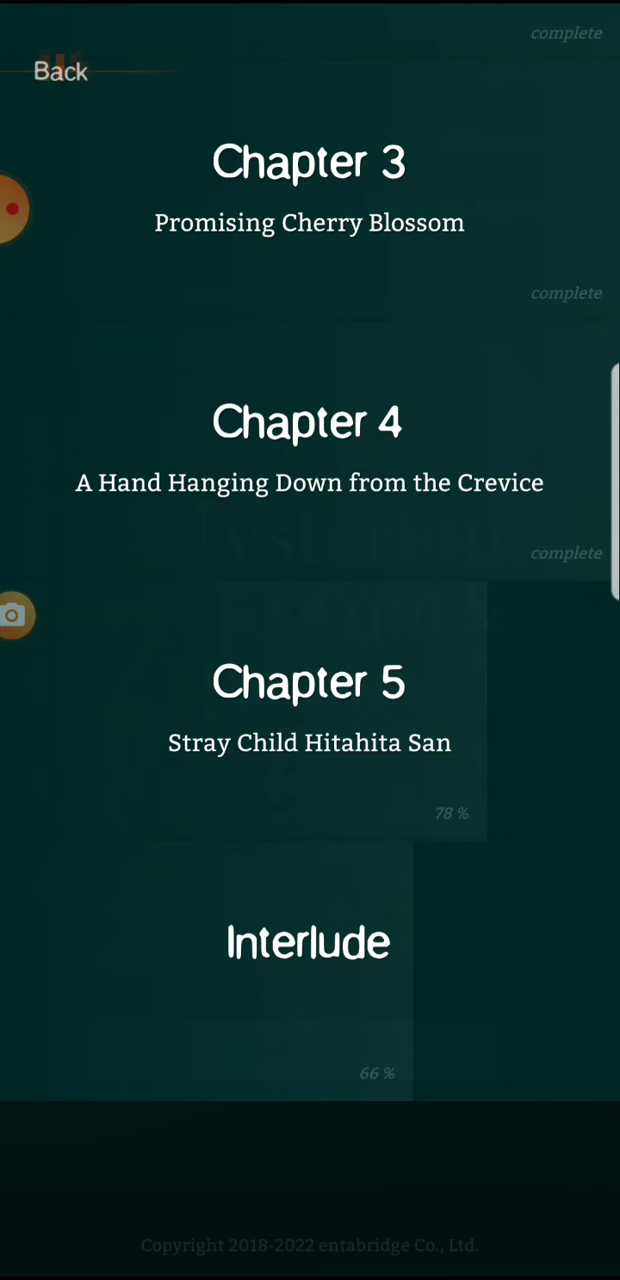 complete
Back
Chapter 3
Promising Cherry Blossom
complete
Chapter 4
A Hand Hanging Down from the Crevice
complete
Chapter 5
Stray Child Hitahita San
78 %
Interlude
66 %
Copyright 2018-2022 entabridge Co., Ltd.